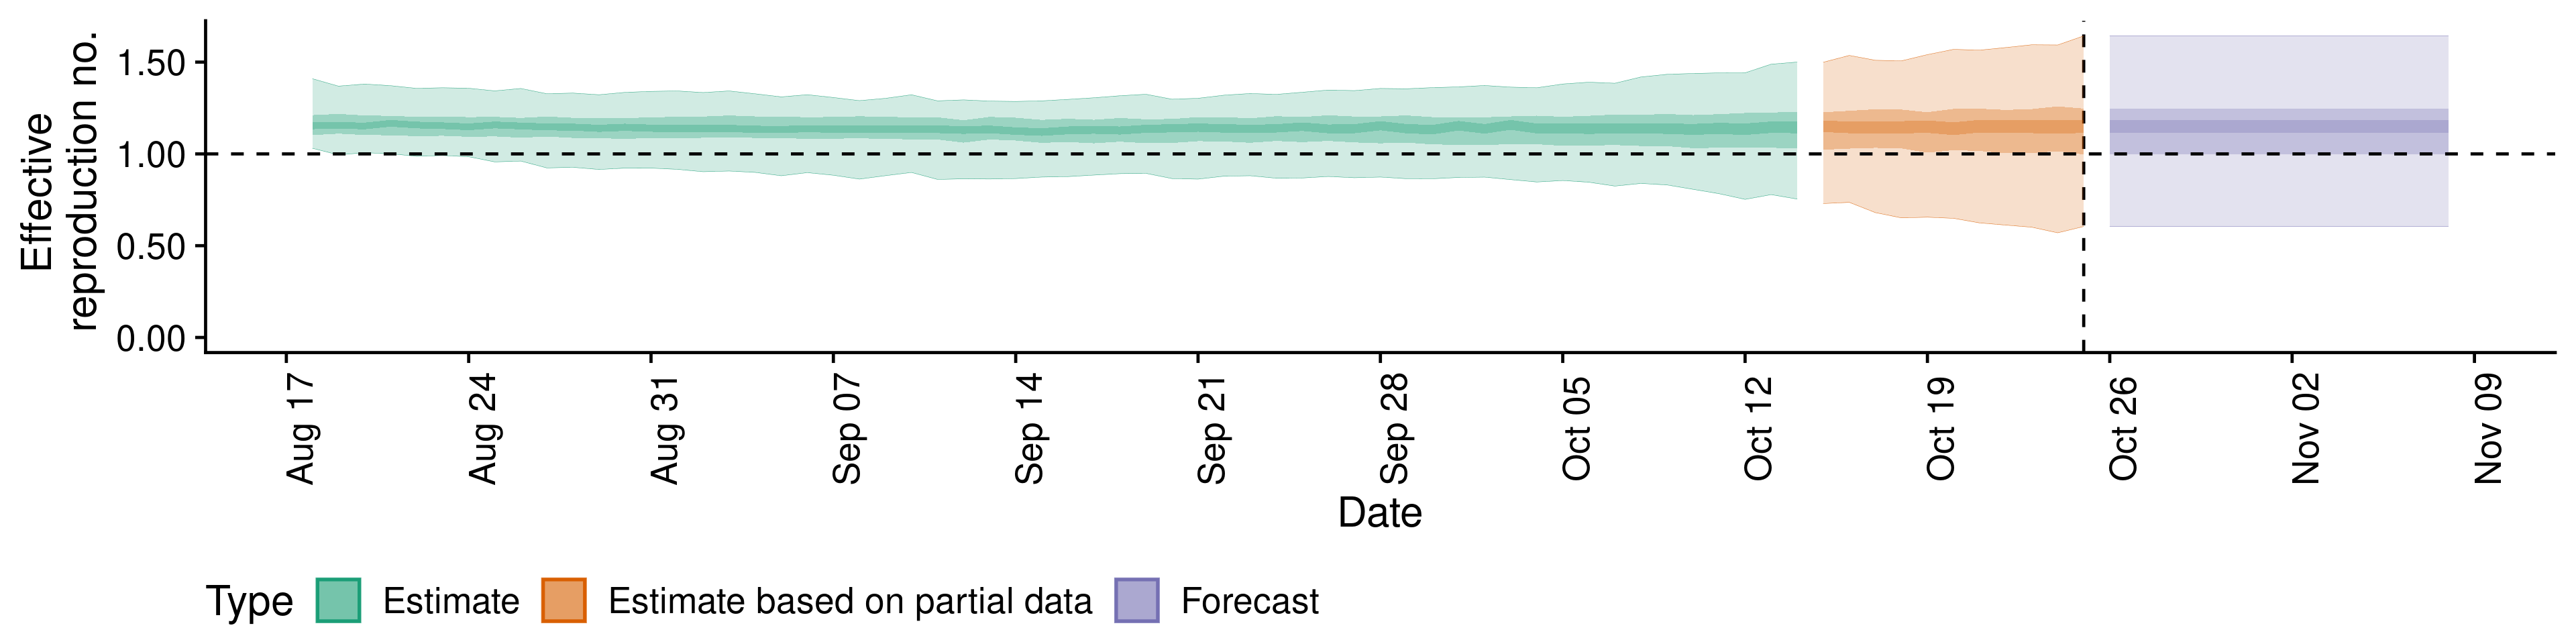 Effective
reproduction no.
1.50
1.00
0.50
0.00
Aug 17
Aug 24
Aug 31
Sep 07
Sep 14
Sep 21
Sep 28
Oct 05
Oct 12
Oct 19
Oct 26
Nov 02
Nov 09
Date
Type Estimate Estimate based on partial data Forecast